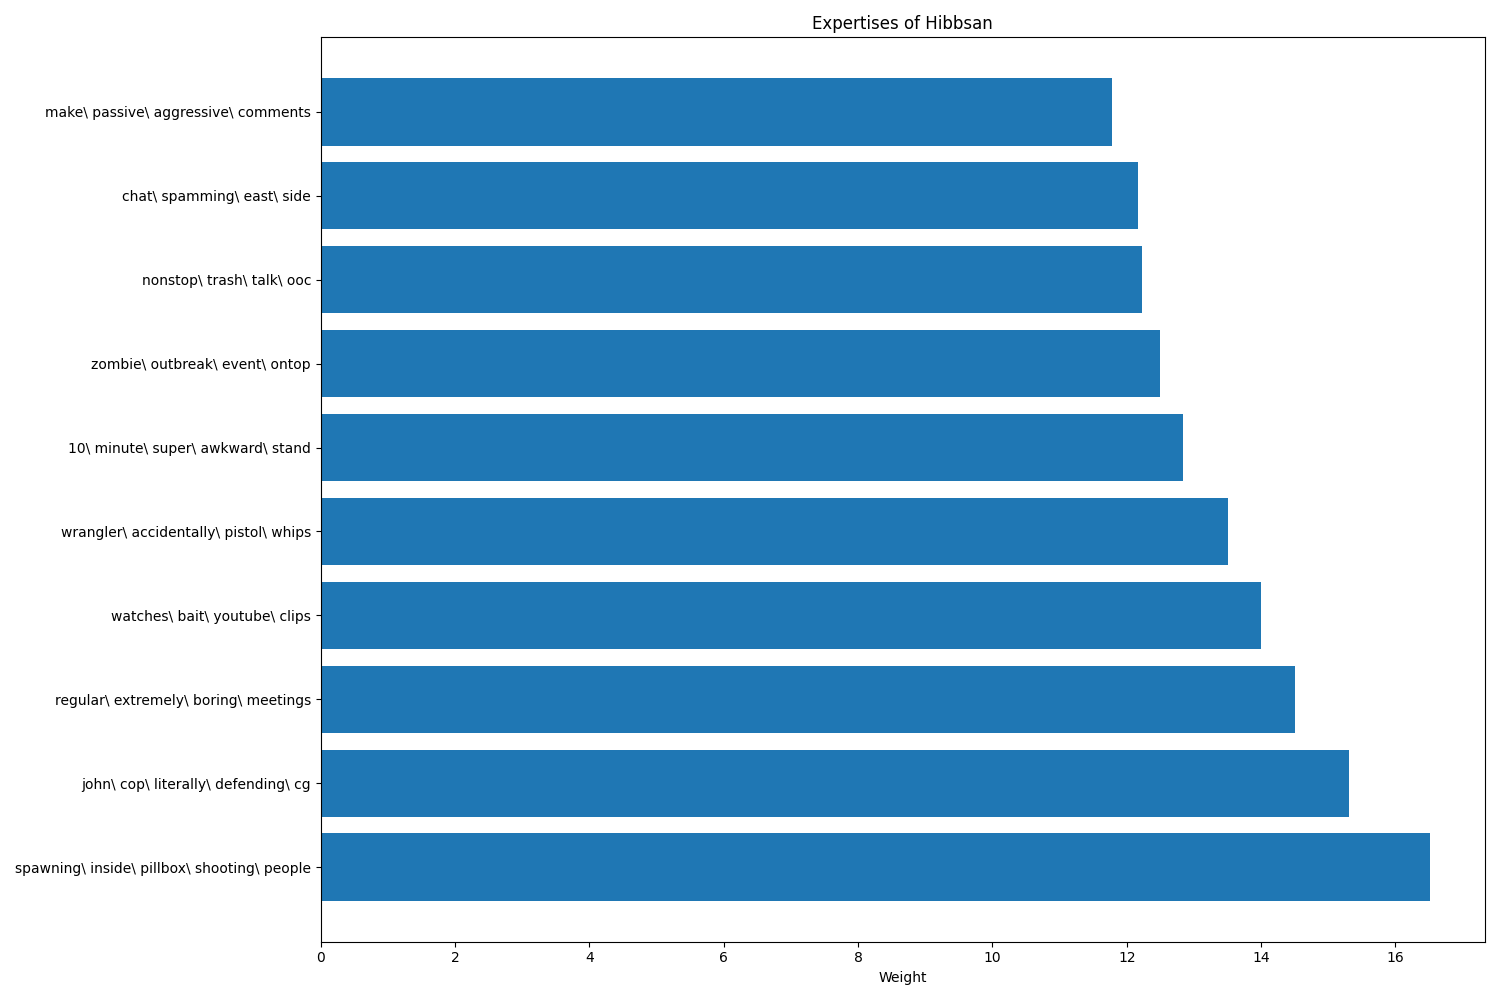 Expertises of Hibbsan
make\ passive\ aggressive\ comments
chat\ spamming\ east\ side
nonstop\ trash\ talk\ ooc
zombie\ outbreak\ event\ ontop
10\ minute\ super\ awkward\ stand
wrangler\ accidentally\ pistol\ whips
watches\ bait\ youtube\ clips
regular\ extremely\ boring\ meetings
john\ cop\ literally\ defending\ cg
spawning\ inside\ pillbox\ shooting\ people
0 2 4 6 8 10 12 14 16
Weight